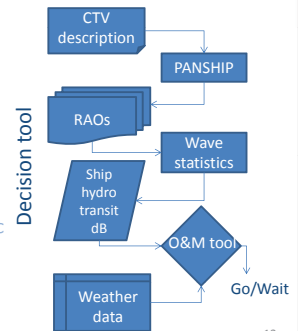 CTV
description
PANSHIP
RAOs
Wave
statistics
Ship
hydro
transit
dB
O&M tool
Go/Wait
Weather
data
Decision tool